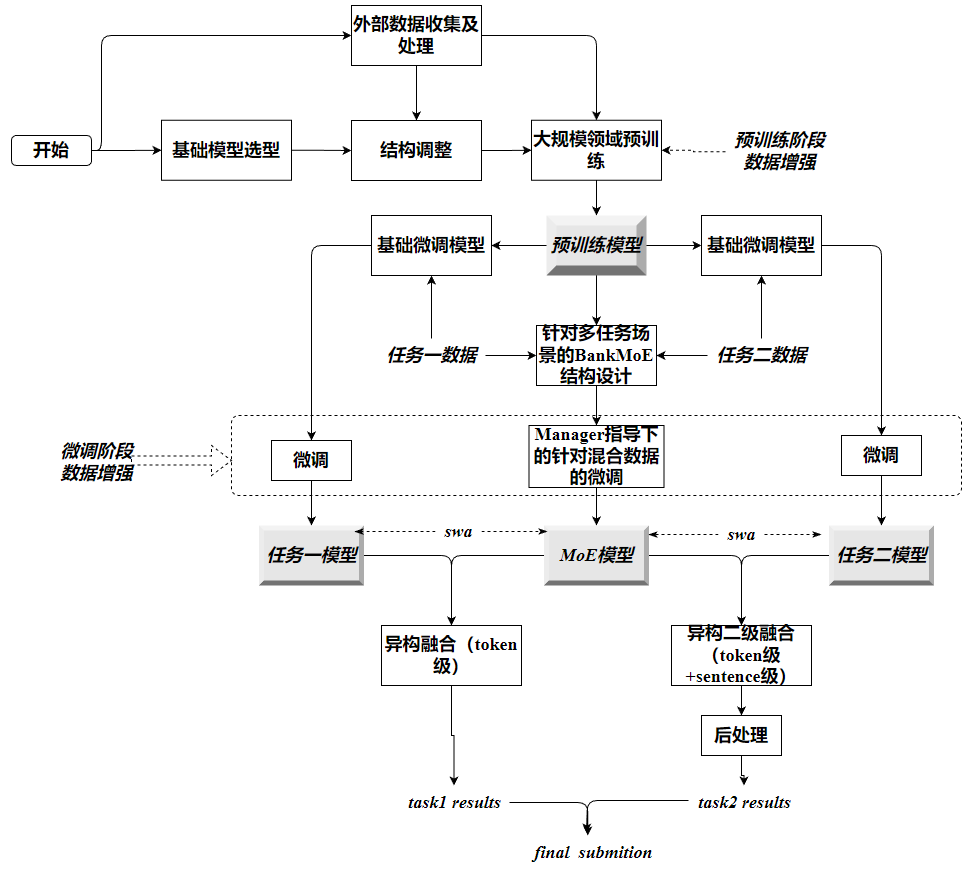 外部数据收集及
处理
开始
基础模型选型
结构调整
大规模领域预训
练
预训练阶段
数据增强
基础微调模型
预训练模型
基础微调模型
任务一数据
针对多任务场
景的BankMoE
结构设计
任务二数据
微调阶段
数据增强
微调
Manager指导下
的针对混合数据
的微调
微调
任务一模型
swa
MoE模型
swa
任务二模型
异构融合（token
级）
异构二级融合
（token级
+sentence级）
后处理
task1 results
task2 results
final submition